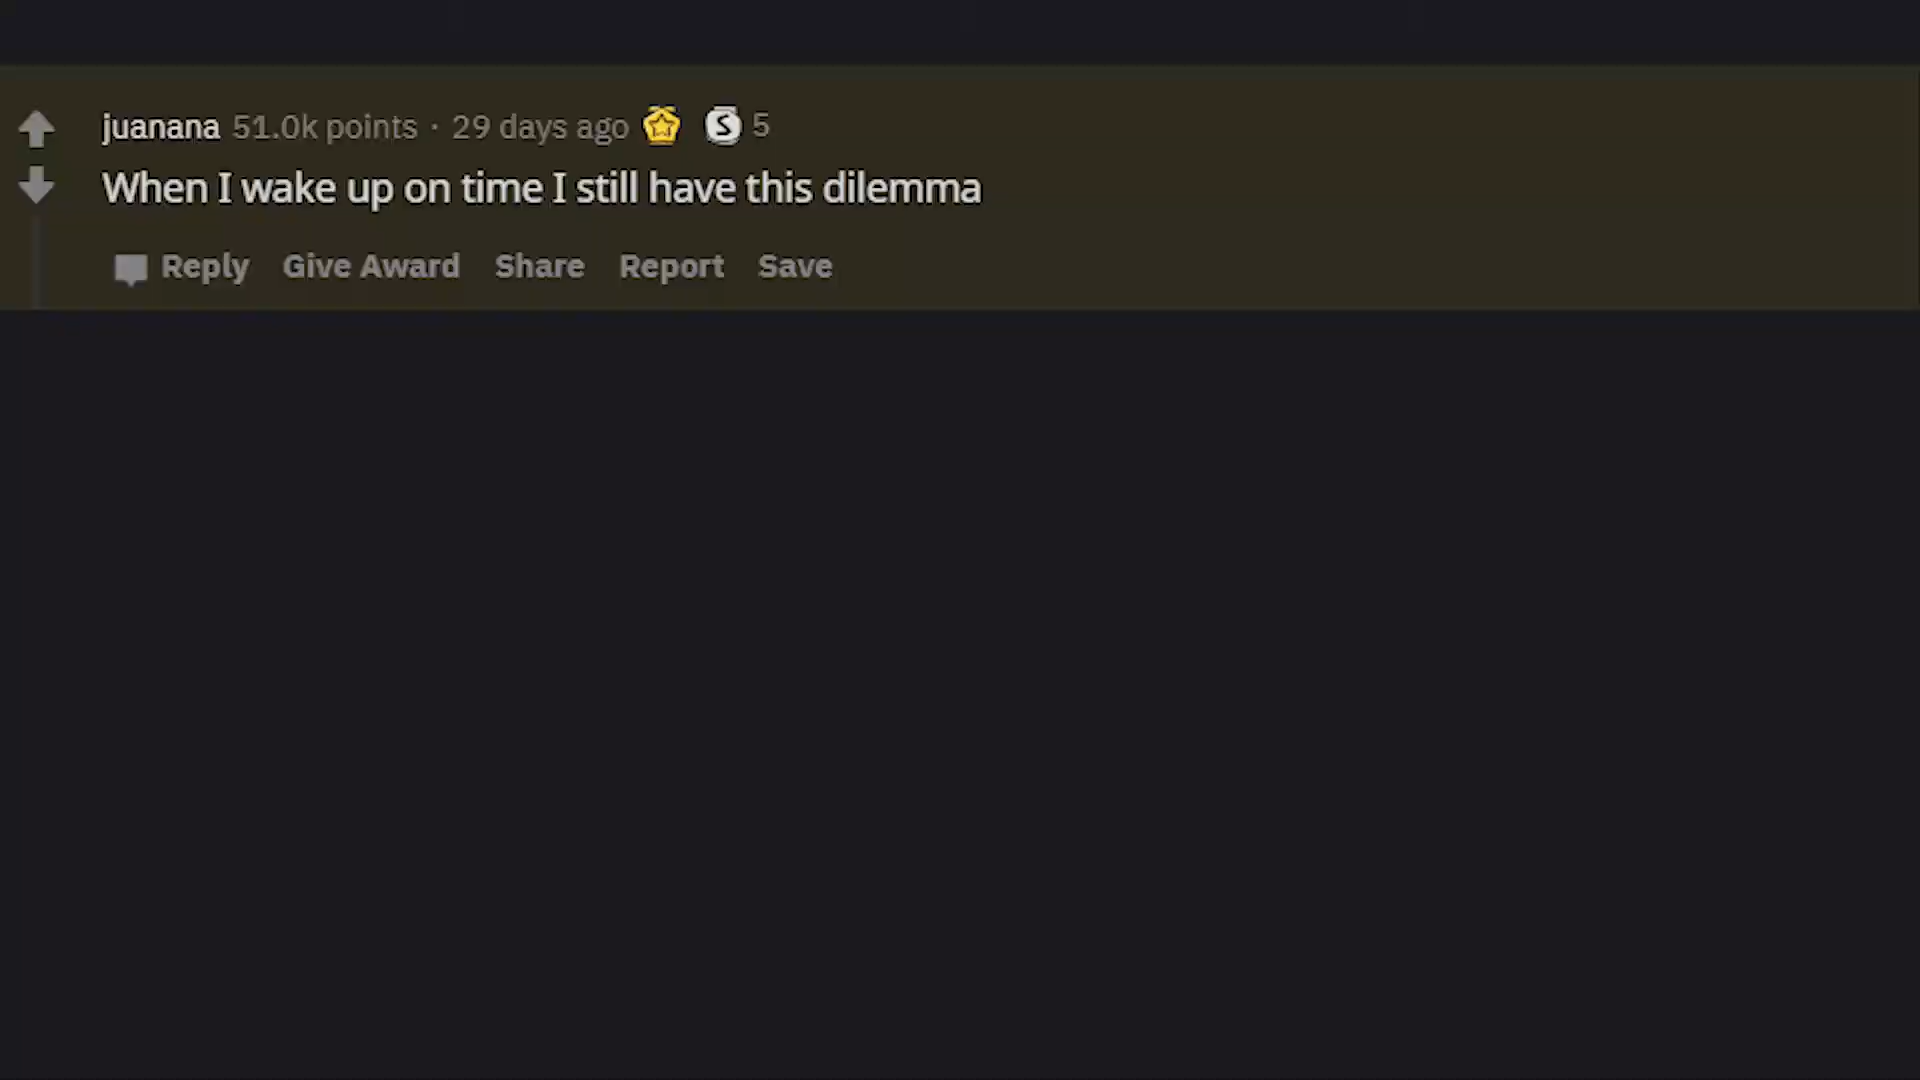 juanana 51.0k points · 29 days ago 5
When I wake up on time I still have this dilemma
Reply Give Award Share Report Save